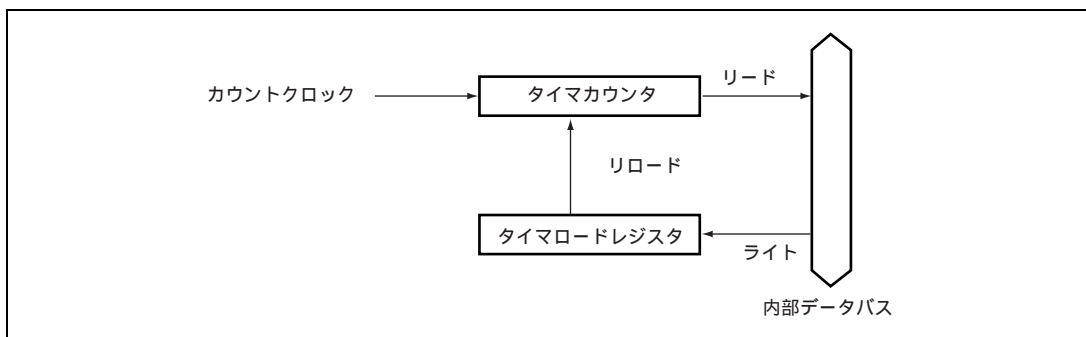 リード
カウントクロック
タイマカウンタ
リロード
タイマロードレジスタ
ライト
内部データバス